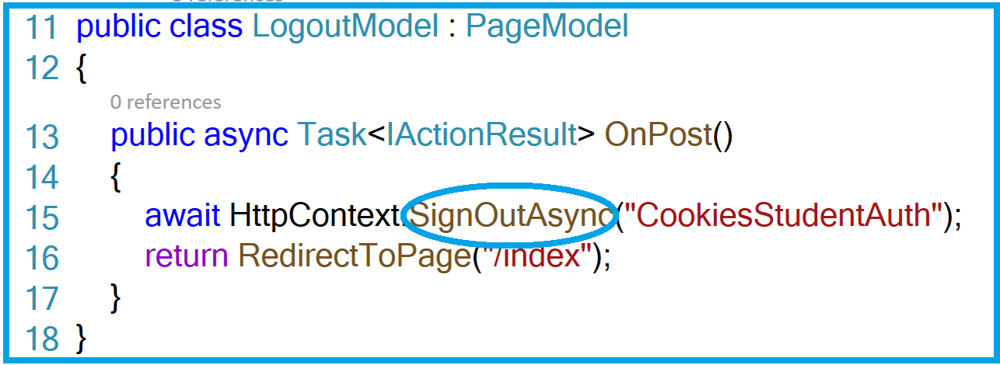 11 public class LogoutModel : PageModel
12 {
0 references
13 public async Task<IActionResult> OnPost()
14 {
15 await HttpContext.SignOutAsync("CookiesStudentAuth");
16 return RedirectToPage("/index");
17 }
18 }